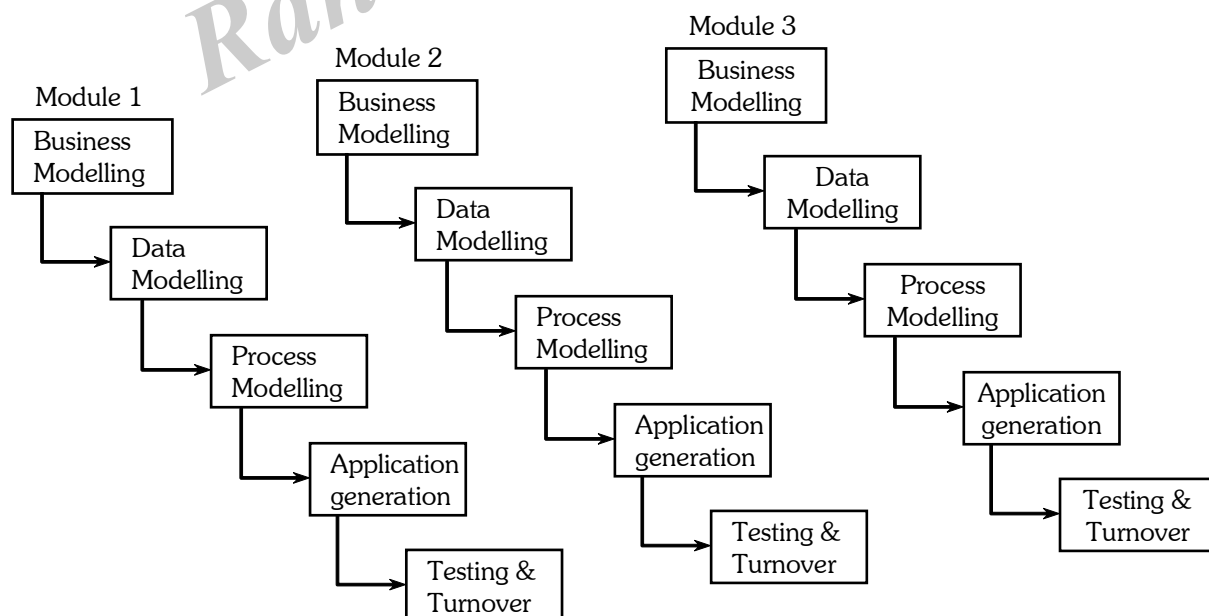 Module 1
Business
Modelling
Data
Modelling
Process
Modelling
Application
generation
Testing &
Turnover
Module 2
Business
Modelling
Data
Modelling
Process
Modelling
Application
generation
Testing &
Turnover
Module 3
Business
Modelling
Data
Modelling
Process
Modelling
Application
generation
Testing &
Turnover